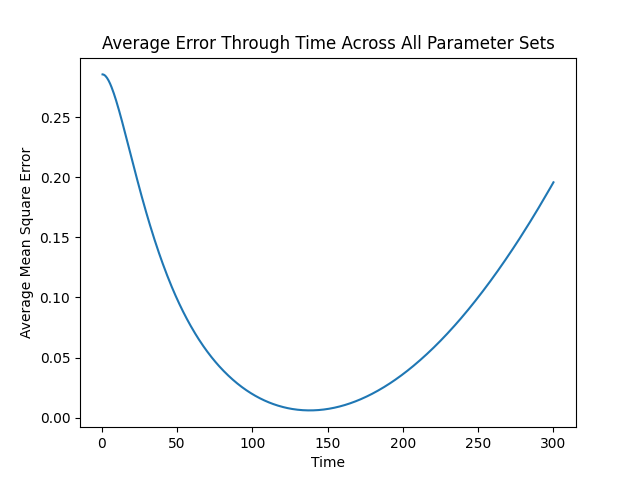 Average Error Through Time Across All Parameter Sets
0.25
0.20
0.15
0.10
0.05
0.00
Average Mean Square Error
0 50 100 150 200 250 300
Time